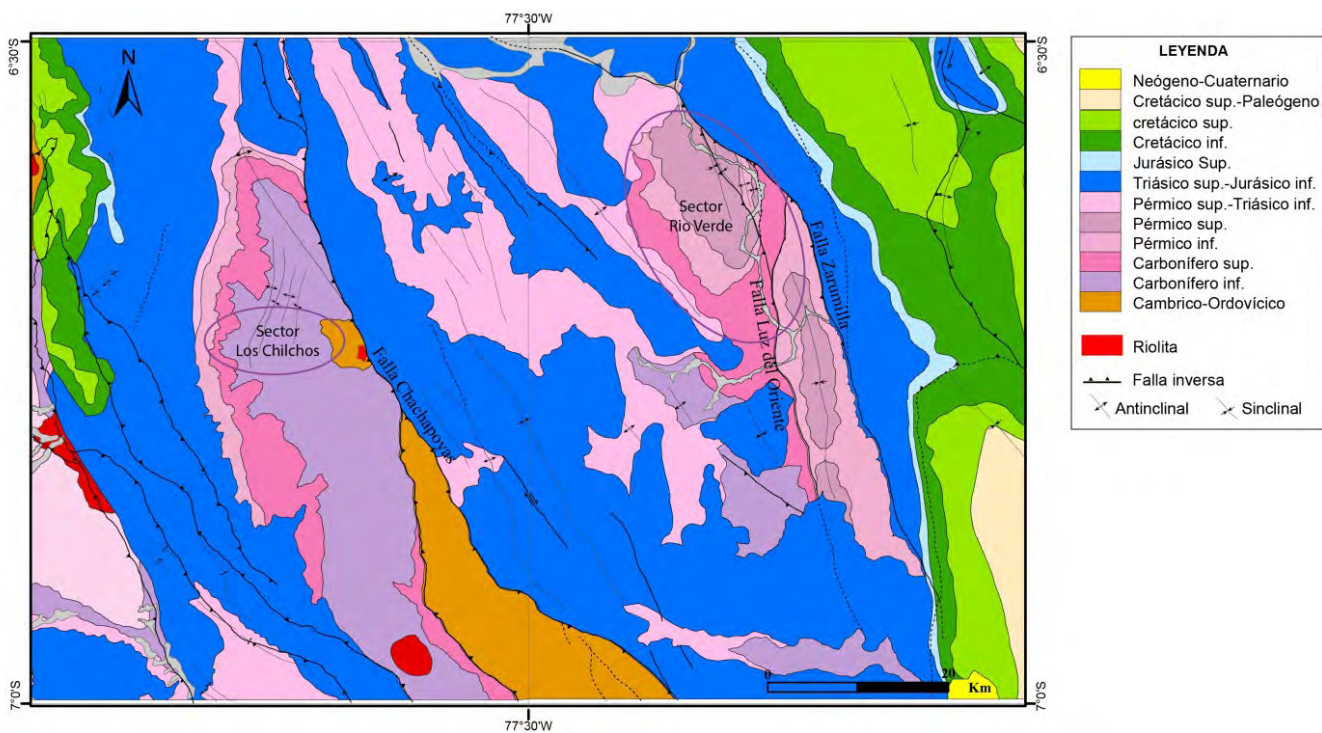 77°30'W
6°30'S
6°30'S
N
Sector
Los Chilchos
Sector
Rio Verde
Falla Chachapoyas
Falla Luz del Oriente
Falla Zarumilla
0
20
Km
7°0'S
7°0'S
77°30'W
LEYENDA
Neógeno-Cuaternario
Cretácico sup.-Paleógeno
cretácico sup.
Cretácico inf.
Jurásico Sup.
Triásico sup.-Jurásico inf.
Pérmico sup.-Triásico inf.
Pérmico sup.
Pérmico inf.
Carbonífero sup.
Carbonífero inf.
Cambrico-Ordovícico
Riolita
Falla inversa
Antinclinal Sinclinal